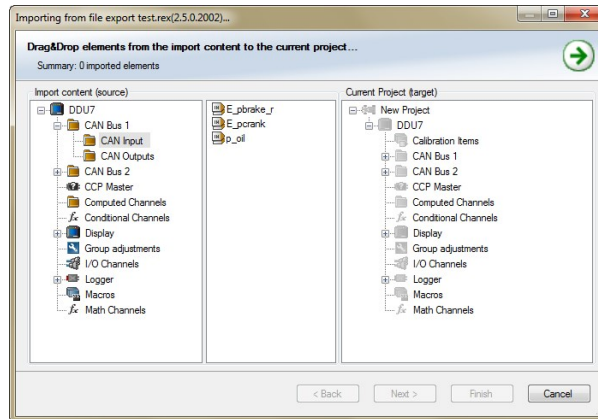 Importing from file export test.rex(2.5.0.2002)...
Drag&Drop elements from the import content to the current project...
Summary: 0 imported elements
Import content (source)
DDU7
CAN Bus 1
CAN Input
CAN Outputs
CAN Bus 2
CCP Master
Computed Channels
Conditional Channels
Display
Group adjustments
I/O Channels
Logger
Macros
Math Channels
E_pbrake_r
E_pcrank
p_oil
Current Project (target)
New Project
DDU7
Calibration Items
CAN Bus 1
CAN Bus 2
CCP Master
Computed Channels
Conditional Channels
Display
Group adjustments
I/O Channels
Logger
Macros
Math Channels
< Back
Next >
Finish
Cancel